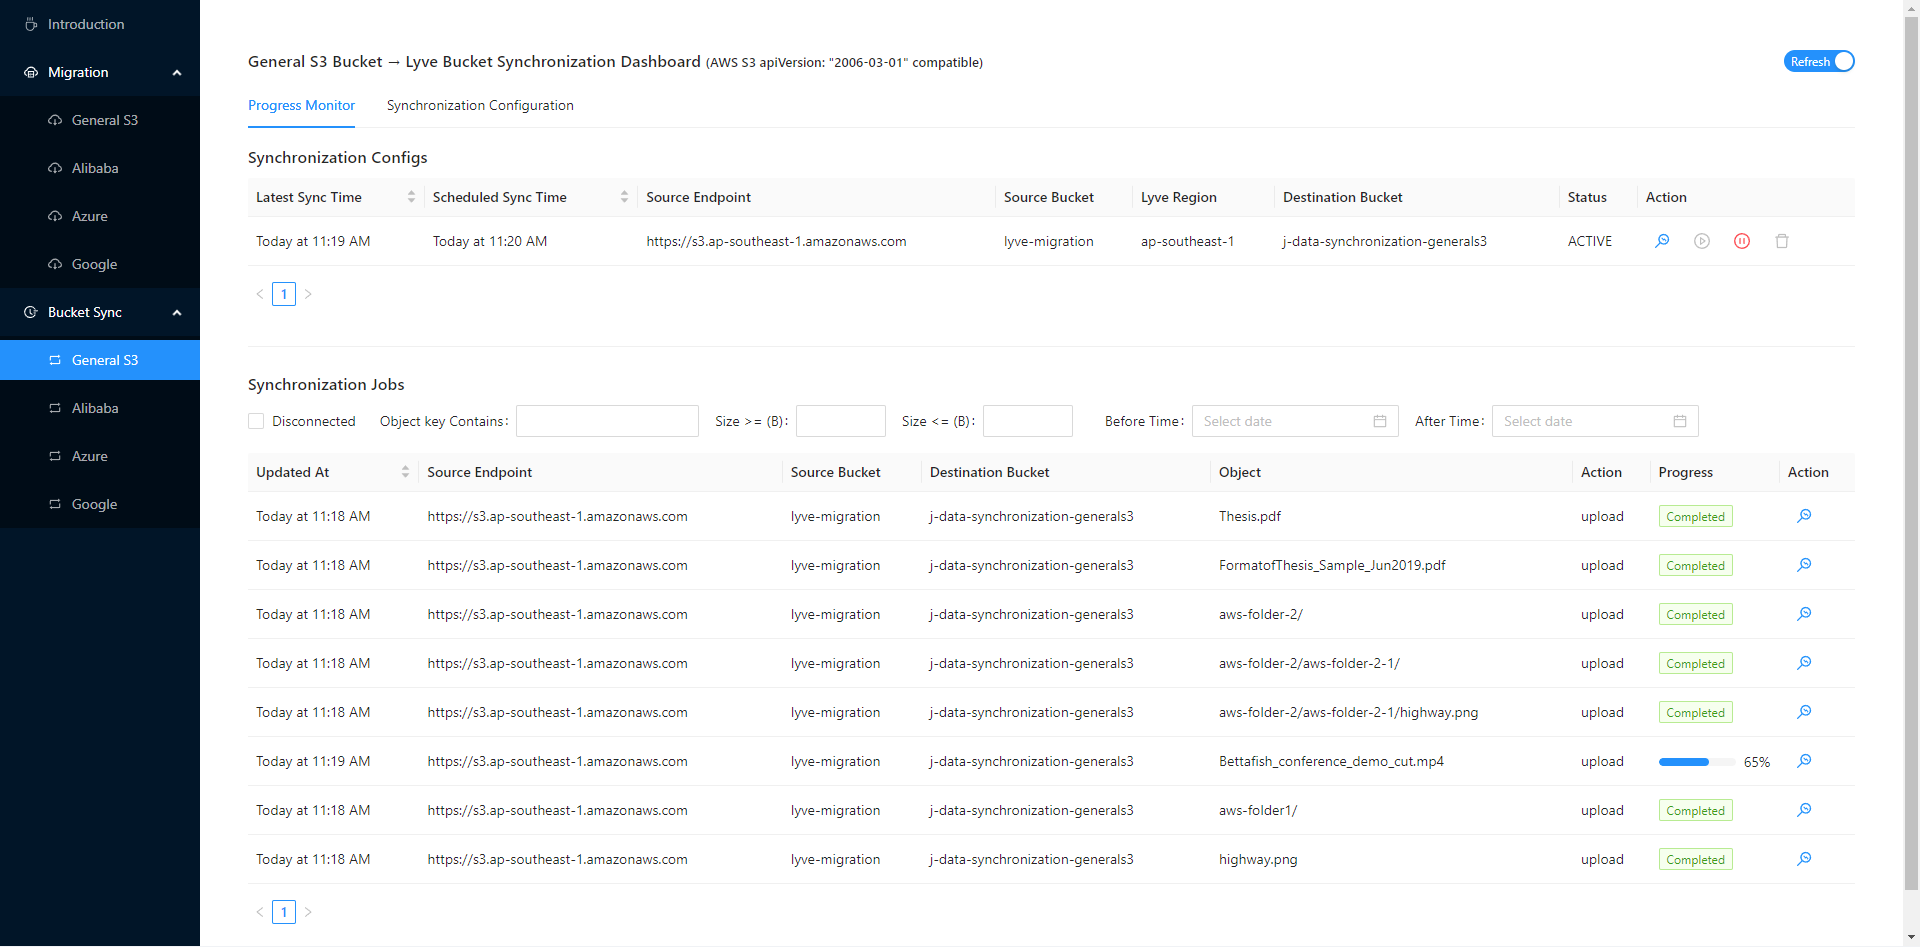 Introduction
Migration
General S3
Alibaba
Azure
Google
Bucket Sync
General S3
Alibaba
Azure
Google
General S3 Bucket → Lyve Bucket Synchronization Dashboard (AWS S3 apiVersion: "2006-03-01" compatible)
Refresh
Progress Monitor Synchronization Configuration
Synchronization Configs
Latest Sync Time Scheduled Sync Time Source Endpoint Source Bucket Lyve Region Destination Bucket Status Action
Today at 11:19 AM Today at 11:20 AM https://s3.ap-southeast-1.amazonaws.com lyve-migration ap-southeast-1 j-data-synchronization-generals3 ACTIVE
< 1 >
Synchronization Jobs
Disconnected Object key Contains: Size >= (B): Size <= (B): Before Time: Select date After Time: Select date
Updated At Source Endpoint Source Bucket Destination Bucket Object Action Progress Action
Today at 11:18 AM https://s3.ap-southeast-1.amazonaws.com lyve-migration j-data-synchronization-generals3 Thesis.pdf upload Completed
Today at 11:18 AM https://s3.ap-southeast-1.amazonaws.com lyve-migration j-data-synchronization-generals3 FormatofThesis_Sample_Jun2019.pdf upload Completed
Today at 11:18 AM https://s3.ap-southeast-1.amazonaws.com lyve-migration j-data-synchronization-generals3 aws-folder-2/ upload Completed
Today at 11:18 AM https://s3.ap-southeast-1.amazonaws.com lyve-migration j-data-synchronization-generals3 aws-folder-2/aws-folder-2-1/ upload Completed
Today at 11:18 AM https://s3.ap-southeast-1.amazonaws.com lyve-migration j-data-synchronization-generals3 aws-folder-2/aws-folder-2-1/highway.png upload Completed
Today at 11:19 AM https://s3.ap-southeast-1.amazonaws.com lyve-migration j-data-synchronization-generals3 Bettafish_conference_demo_cut.mp4 upload 65%
Today at 11:18 AM https://s3.ap-southeast-1.amazonaws.com lyve-migration j-data-synchronization-generals3 aws-folder1/ upload Completed
Today at 11:18 AM https://s3.ap-southeast-1.amazonaws.com lyve-migration j-data-synchronization-generals3 highway.png upload Completed
< 1 >